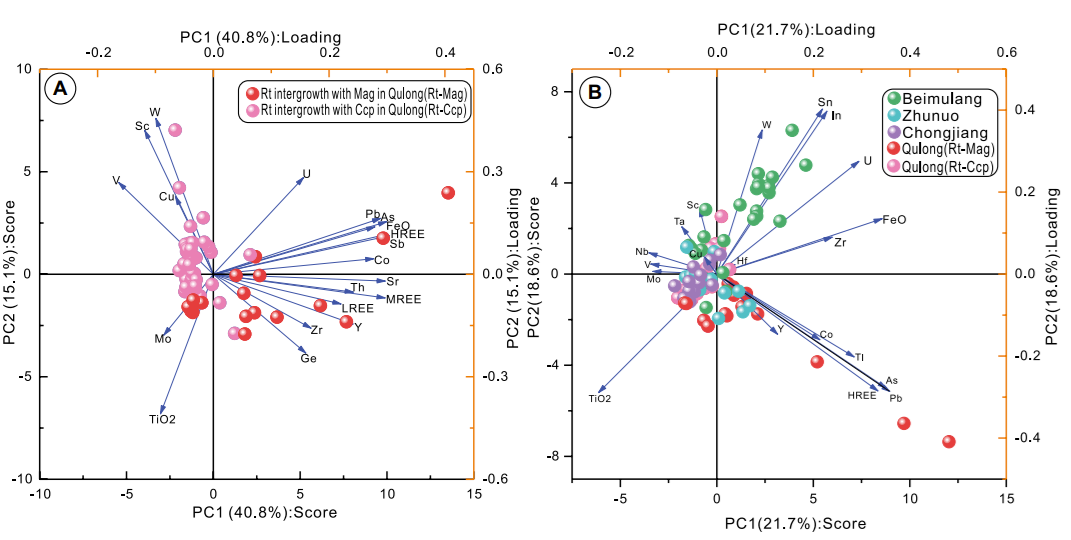 PC1 (40.8%):Loading
-0.2
0.0
0.2
0.4
10
5
0
-5
-10
PC2 (15.1%):Score
A
Rt intergrowth with Mag in Qulong(Rt-Mag)
Rt intergrowth with Ccp in Qulong(Rt-Ccp)
W
Sc
V
Cu
U
Pb
As
FeO
HREE
Sb
Co
Sr
Th
MREE
LREE
Y
Zr
Ge
Mo
TiO2
0.6
0.3
0.0
-0.3
-0.6
PC2 (15.1%):Loading
-10
-5
0
5
10
15
PC1 (40.8%):Score
PC1(21.7%):Loading
-0.2
0.0
0.2
0.4
0.6
8
4
0
-4
-8
PC2(18.6%):Score
B
Beimulang
Zhunuo
Chongjiang
Qulong(Rt-Mag)
Qulong(Rt-Ccp)
Sn
In
W
U
Sc
Ta
FeO
Zr
Nb
Cu
Hf
V
Mo
Y
Co
Tl
As
HREE
Pb
TiO2
0.4
0.2
0.0
-0.2
-0.4
PC2(18.6%):Loading
-5
0
5
10
15
PC1(21.7%):Score